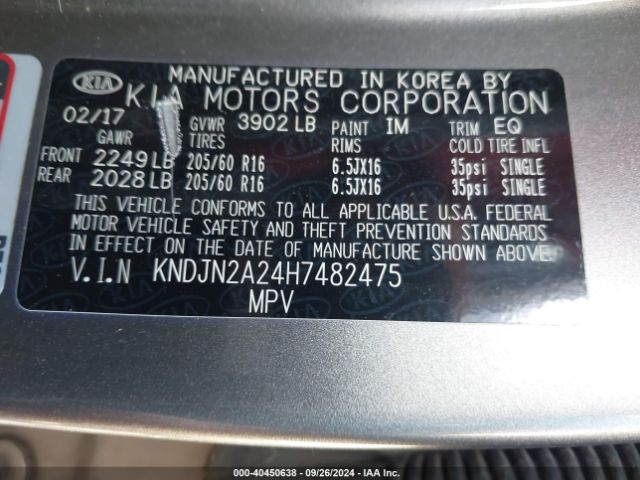 KIA MANUFACTURED IN KOREA BY
KIA MOTORS CORPORATION
02/17 GVWR 3902 LB PAINT IM TRIM EQ
GAWR TIRES RIMS COLD TIRE INFL
FRONT 2249 LB 205/60 R16 6.5JX16 35psi SINGLE
REAR 2028 LB 205/60 R16 6.5JX16 35psi SINGLE
THIS VEHICLE CONFORMS TO ALL APPLICABLE U.S.A. FEDERAL
MOTOR VEHICLE SAFETY AND THEFT PREVENTION STANDARDS
IN EFFECT ON THE DATE OF MANUFACTURE SHOWN ABOVE.
V.I.N KNDJN2A24H7482475
MPV
000-40450638 - 09/26/2024 - IAA Inc.